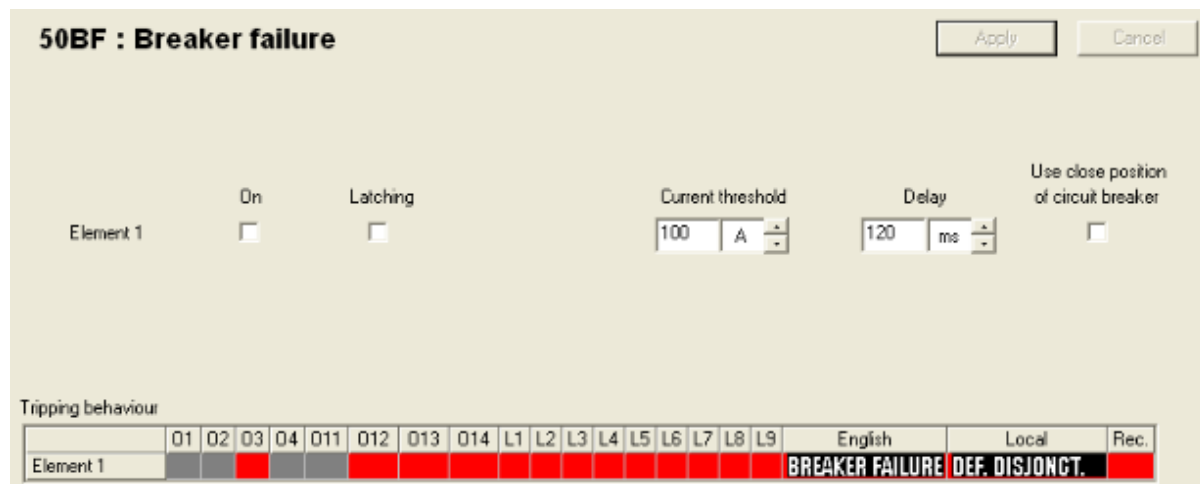 50BF : Breaker failure
Apply
Cancel
On
Latching
Current threshold
Delay
Use close position
of circuit breaker
Element 1
100
A
120
ms
Tripping behaviour
O1 O2 O3 O4 O11 O12 O13 O14 L1 L2 L3 L4 L5 L6 L7 L8 L9 English Local Rec.
Element 1 BREAKER FAILURE DEF. DISJONCT.